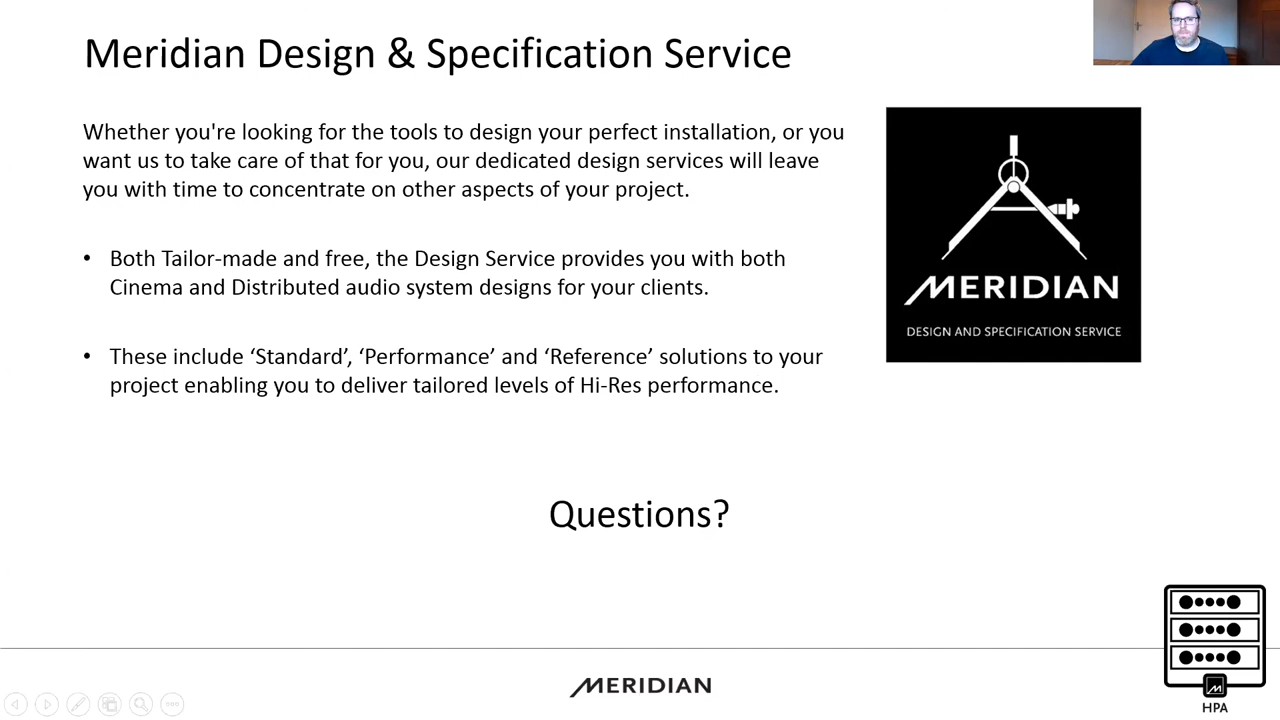 Meridian Design & Specification Service
Whether you're looking for the tools to design your perfect installation, or you
want us to take care of that for you, our dedicated design services will leave
you with time to concentrate on other aspects of your project.
• Both Tailor-made and free, the Design Service provides you with both
Cinema and Distributed audio system designs for your clients.
• These include ‘Standard’, ‘Performance’ and ‘Reference’ solutions to your
project enabling you to deliver tailored levels of Hi-Res performance.
MERIDIAN
DESIGN AND SPECIFICATION SERVICE
Questions?
MERIDIAN
HPA